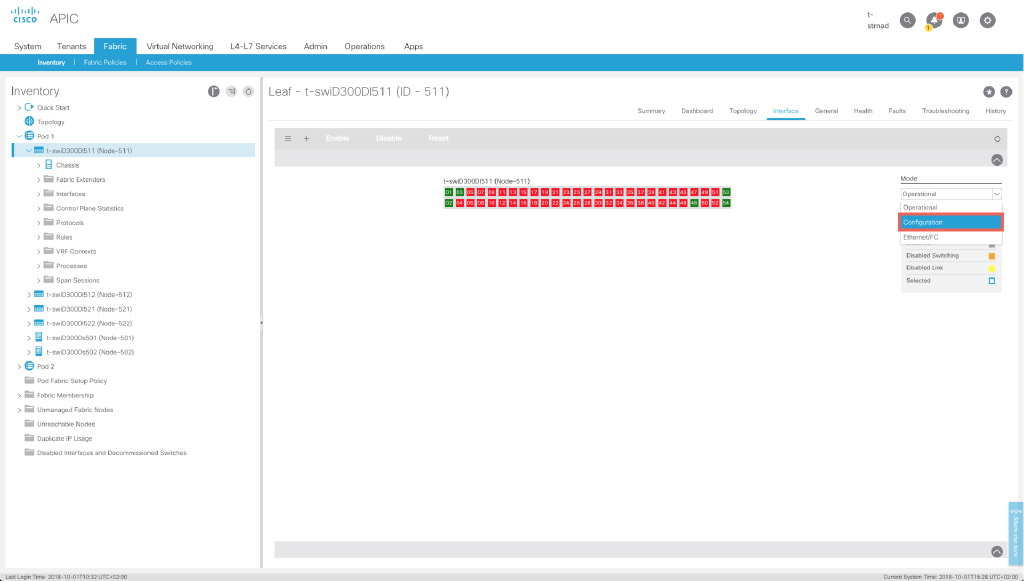 CISCO
APIC
t-
strnad
1
1
System Tenants Fabric Virtual Networking L4-L7 Services Admin Operations Apps
Inventory | Fabric Policies | Access Policies
Inventory
Quick Start
Topology
Pod 1
t-swiD300Dl511 (Node-511)
Chassis
Fabric Extenders
Interfaces
Control Plane Statistics
Protocols
Rules
VRF Contexts
Processes
Span Sessions
t-swiD300Dl512 (Node-512)
t-swiD300Dl521 (Node-521)
t-swiD300Dl522 (Node-522)
t-swiD300Ds501 (Node-501)
t-swiD300Ds502 (Node-502)
Pod 2
Pod Fabric Setup Policy
Fabric Membership
Unmanaged Fabric Nodes
Unreachable Nodes
Duplicate IP Usage
Disabled Interfaces and Decommissioned Switches
Leaf - t-swiD300Dl511 (ID - 511)
Summary Dashboard Topology Interface General Health Faults Troubleshooting History
Enable Disable Reset
t-swiD300Dl511 (Node-511)
01 03 05 07 09 11 13 15 17 19 21 23 25 27 29 31 33 35 37 39 41 43 45 47 49 51 53
02 04 06 08 10 12 14 16 18 20 22 24 26 28 30 32 34 36 38 40 42 44 46 48 50 52 54
Mode
Operational
Operational
Configuration
Ethernet/FC
Disabled Switching
Disabled Link
Selected
Show me how
Last Login Time: 2018-10-01T10:32 UTC+02:00
Current System Time: 2018-10-01T15:28 UTC+02:00